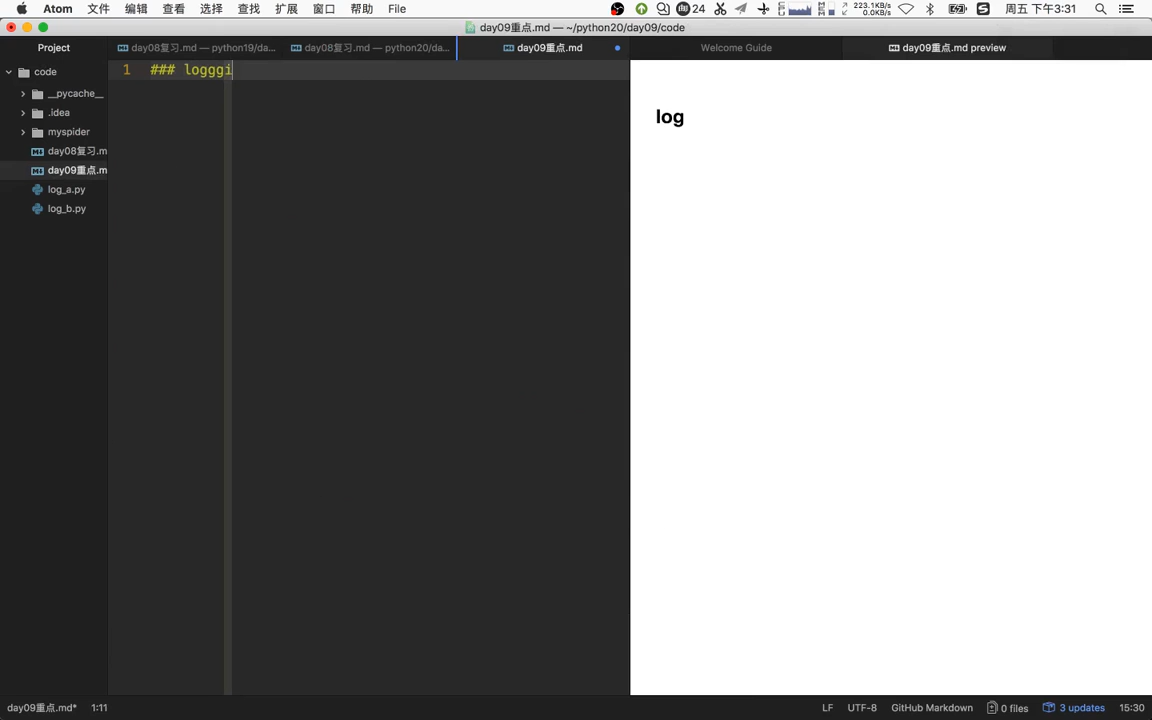 Atom 文件 编辑 查看 选择 查找 扩展 窗口 帮助 File 24 223.1KB/s 0.0KB/s 周五 下午3:31
day09重点.md — ~/python20/day09/code
Project day08复习.md — python19/da... day08复习.md — python20/da... day09重点.md Welcome Guide day09重点.md preview
code
__pycache__
.idea
myspider
day08复习.m
day09重点.m
log_a.py
log_b.py
1 ### logggi
log
day09重点.md* 1:11 LF UTF-8 GitHub Markdown 0 files 3 updates 15:30